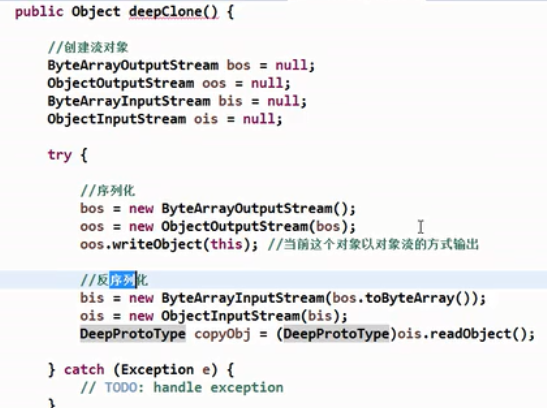 public Object deepClone() {
//创建流对象
ByteArrayOutputStream bos = null;
ObjectOutputStream oos = null;
ByteArrayInputStream bis = null;
ObjectInputStream ois = null;
try {
//序列化
bos = new ByteArrayOutputStream();
oos = new ObjectOutputStream(bos);
oos.writeObject(this); //当前这个对象以对象流的方式输出
//反序列化
bis = new ByteArrayInputStream(bos.toByteArray());
ois = new ObjectInputStream(bis);
DeepProtoType copyObj = (DeepProtoType)ois.readObject();
} catch (Exception e) {
// TODO: handle exception
}